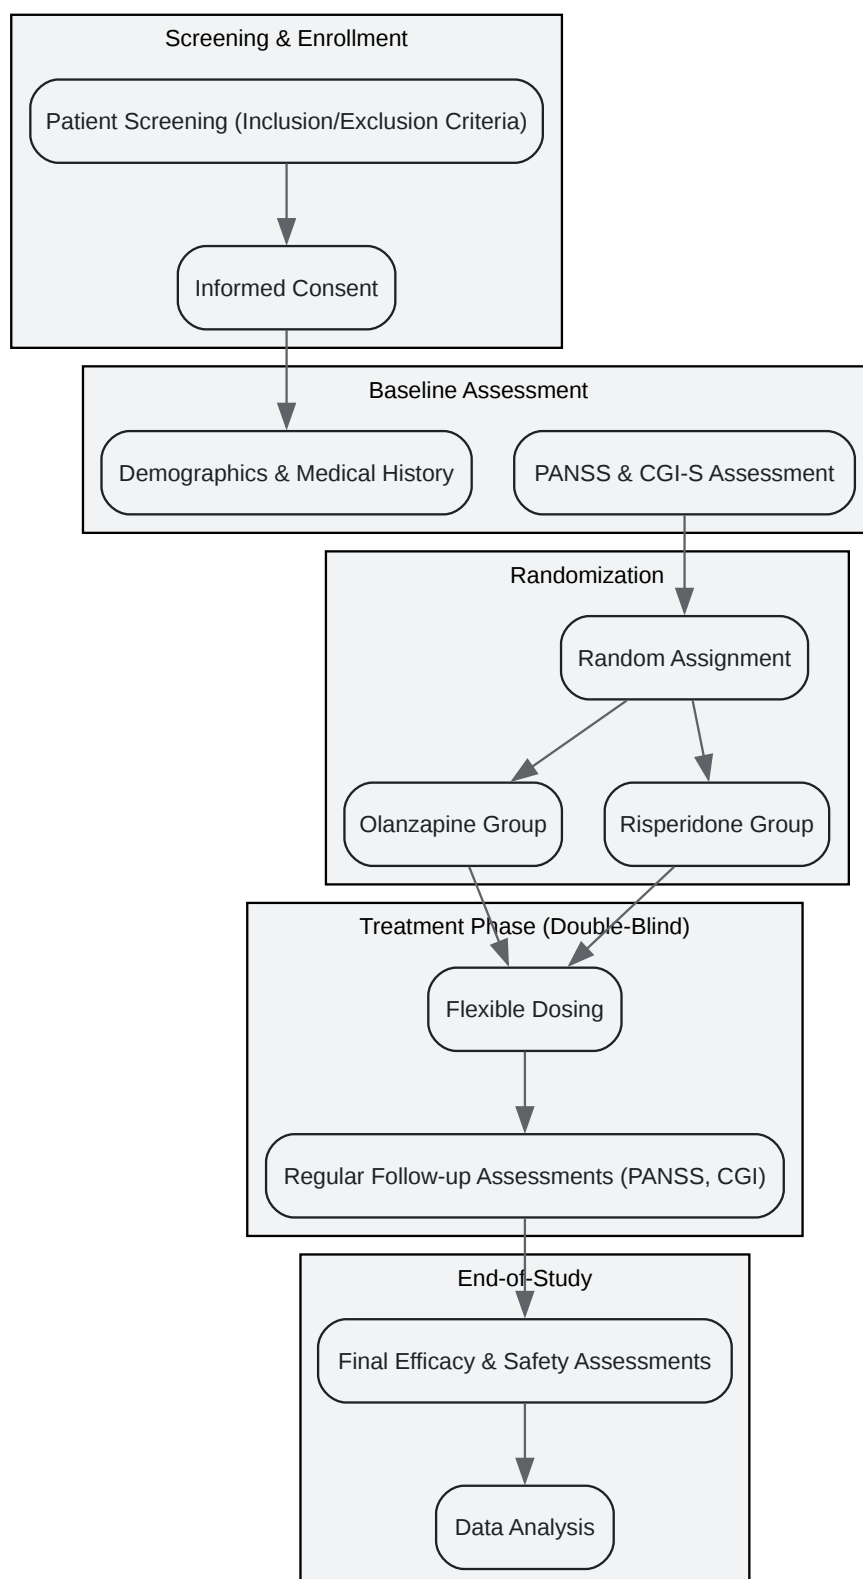 Screening & Enrollment
Patient Screening (Inclusion/Exclusion Criteria)
Informed Consent
Baseline Assessment
Demographics & Medical History
PANSS & CGI-S Assessment
Randomization
Random Assignment
Olanzapine Group
Risperidone Group
Treatment Phase (Double-Blind)
Flexible Dosing
Regular Follow-up Assessments (PANSS, CGI)
End-of-Study
Final Efficacy & Safety Assessments
Data Analysis